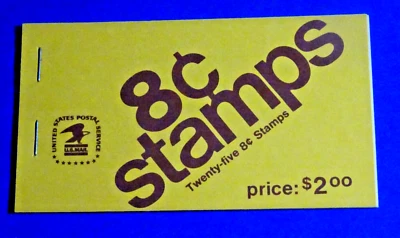 8¢
stamps
Twenty-five 8¢ Stamps
UNITED STATES POSTAL SERVICE
U.S.MAIL
price: $2.00